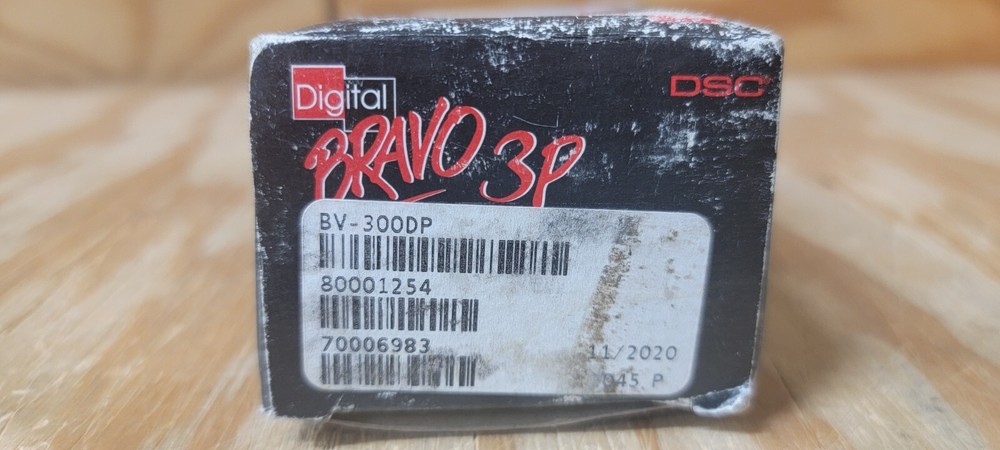 Digital
DSC
BRAVO 3P
BV-300DP
80001254
70006983
11/2020
P